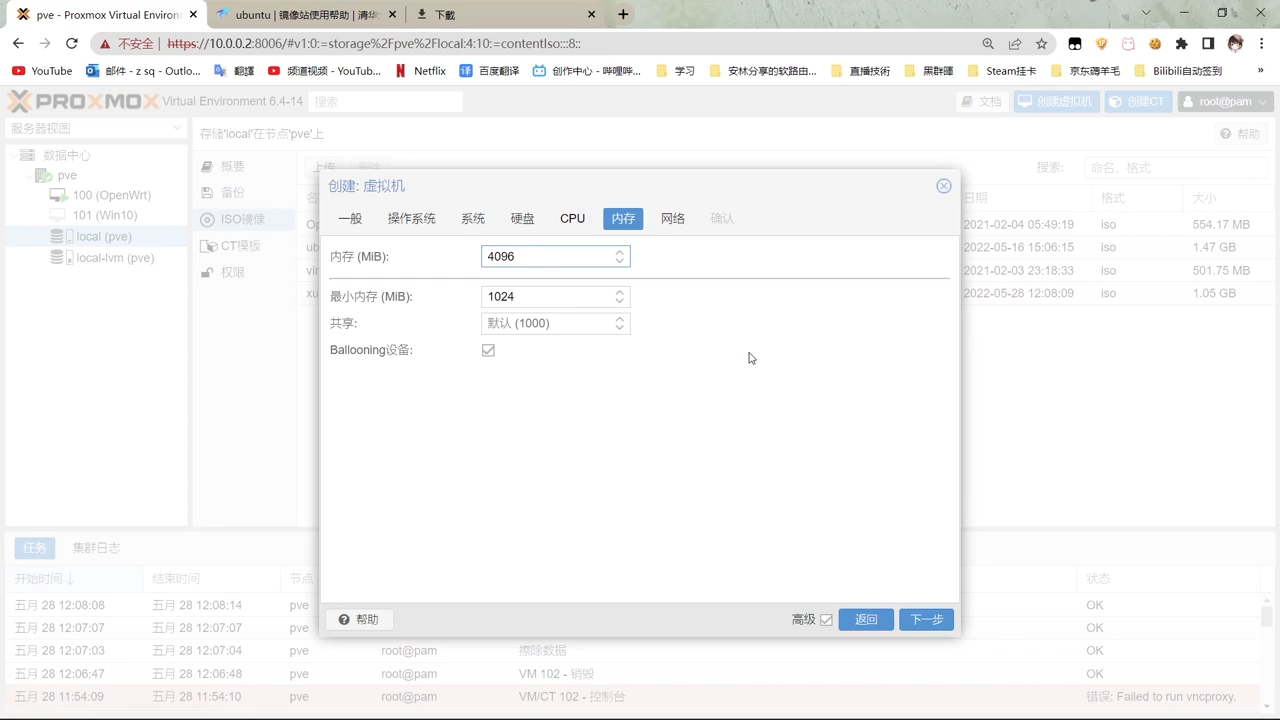 pve - Proxmox Virtual Environ
ubuntu | 镜像站使用帮助 | 清华
下載
不安全 | https://10.0.0.2:8006/#v1:0:=storage%2Fpve%2Flocal:4:10:=contentIso:::8::
YouTube
邮件 - z sq - Outlo...
翻譯
频道视频 - YouTub...
Netflix
百度翻译
创作中心 - 哔哩哔...
学习
安林分享的软路由...
直播技術
黑群暉
Steam挂卡
京东薅羊毛
Bilibili自动签到
»
PROXMOX Virtual Environment 6.4-14
搜索
文档
创建虚拟机
创建CT
root@pam
服务器视图
存储'local'在节点'pve'上
帮助
数据中心
pve
100 (OpenWrt)
101 (Win10)
local (pve)
local-lvm (pve)
概要
备份
ISO镜像
CT模板
权限
上传
删除
搜索:
命名、格式
名
日期
格式
大小
Op
2021-02-04 05:49:19
iso
554.17 MB
ub
2022-05-16 15:06:15
iso
1.47 GB
vir
2021-02-03 23:18:33
iso
501.75 MB
xu
2022-05-28 12:08:09
iso
1.05 GB
创建: 虚拟机
一般
操作系统
系统
硬盘
CPU
内存
网络
确认
内存 (MiB):
4096
最小内存 (MiB):
1024
共享:
默认 (1000)
Ballooning设备:
帮助
高级
返回
下一步
任务
集群日志
开始时间
结束时间
节点
状态
五月 28 12:08:08
五月 28 12:08:14
pve
OK
五月 28 12:07:07
五月 28 12:07:07
pve
OK
五月 28 12:07:03
五月 28 12:07:04
pve
root@pam
擦除数据
OK
五月 28 12:06:47
五月 28 12:06:48
pve
root@pam
VM 102 - 销毁
OK
五月 28 11:54:09
五月 28 11:54:10
pve
root@pam
VM/CT 102 - 控制台
错误: Failed to run vncproxy.